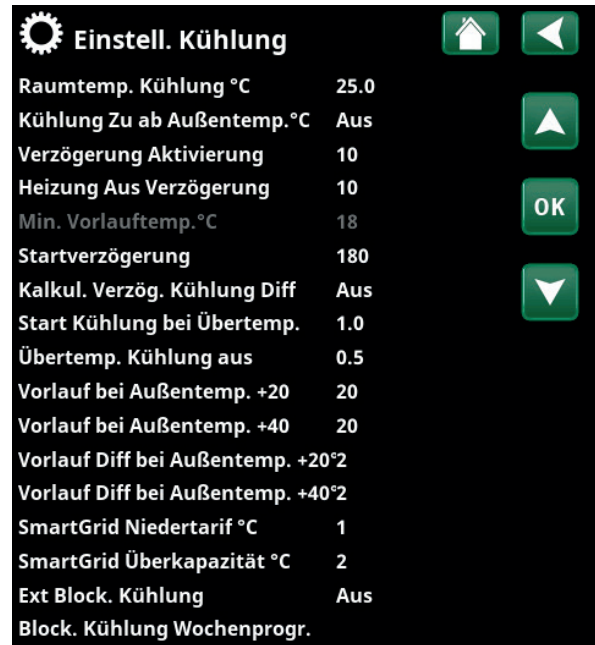 Einstell. Kühlung
Raumtemp. Kühlung °C 25.0
Kühlung Zu ab Außentemp.°C Aus
Verzögerung Aktivierung 10
Heizung Aus Verzögerung 10
OK
Min. Vorlauftemp.°C 18
Startverzögerung 180
Kalkul. Verzög. Kühlung Diff Aus
Start Kühlung bei Übertemp. 1.0
Übertemp. Kühlung aus 0.5
Vorlauf bei Außentemp. +20 20
Vorlauf bei Außentemp. +40 20
Vorlauf Diff bei Außentemp. +20°2
Vorlauf Diff bei Außentemp. +40°2
SmartGrid Niedertarif °C 1
SmartGrid Überkapazität °C 2
Ext Block. Kühlung Aus
Block. Kühlung Wochenprogr.